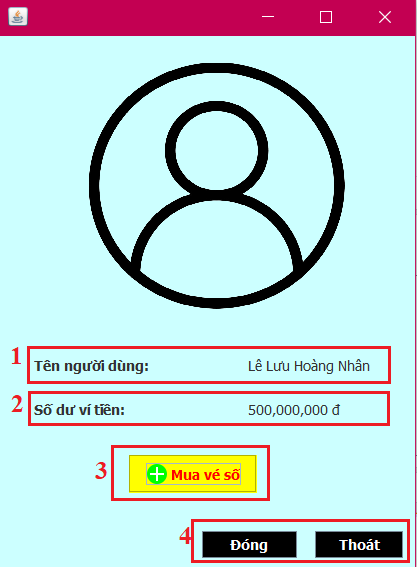 1 Tên người dùng: Lê Lưu Hoàng Nhân
2 Số dư ví tiền: 500,000,000 đ
3 Mua vé số
4 Đóng Thoát